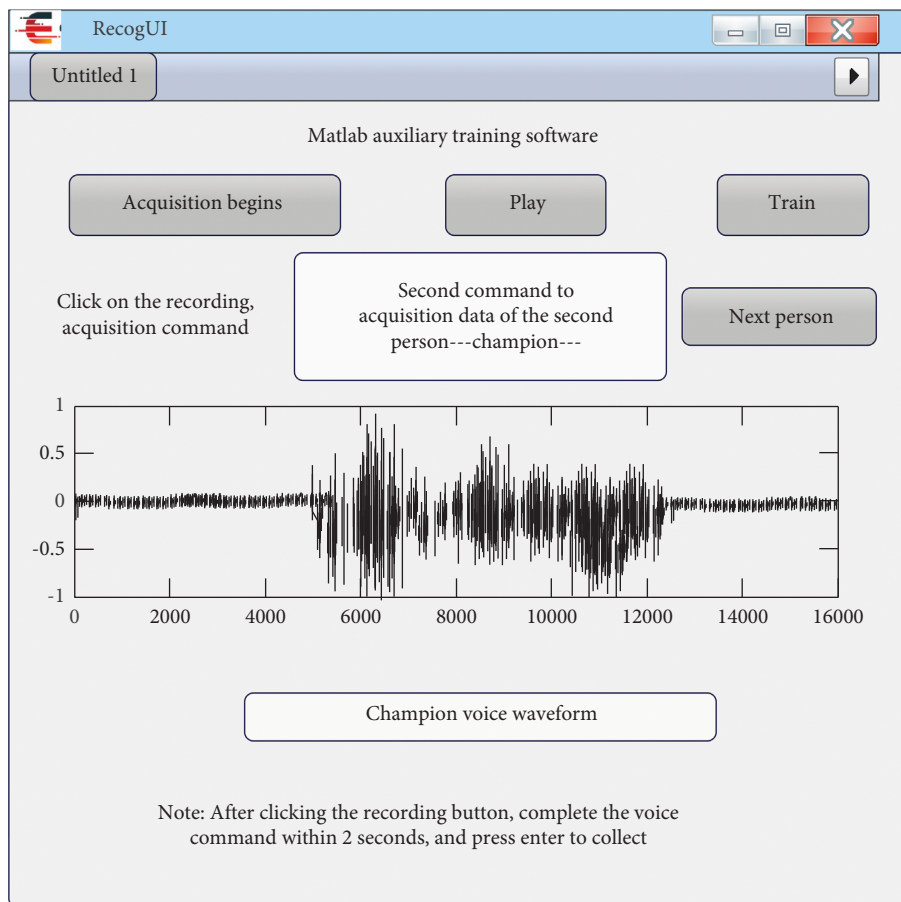 RecogUI
Untitled 1
Matlab auxiliary training software
Acquisition begins
Play
Train
Click on the recording,
acquisition command
Second command to
acquisition data of the second
person---champion---
Next person
1
0.5
0
-0.5
-1
0
2000
4000
6000
8000
10000
12000
14000
16000
Champion voice waveform
Note: After clicking the recording button, complete the voice
command within 2 seconds, and press enter to collect